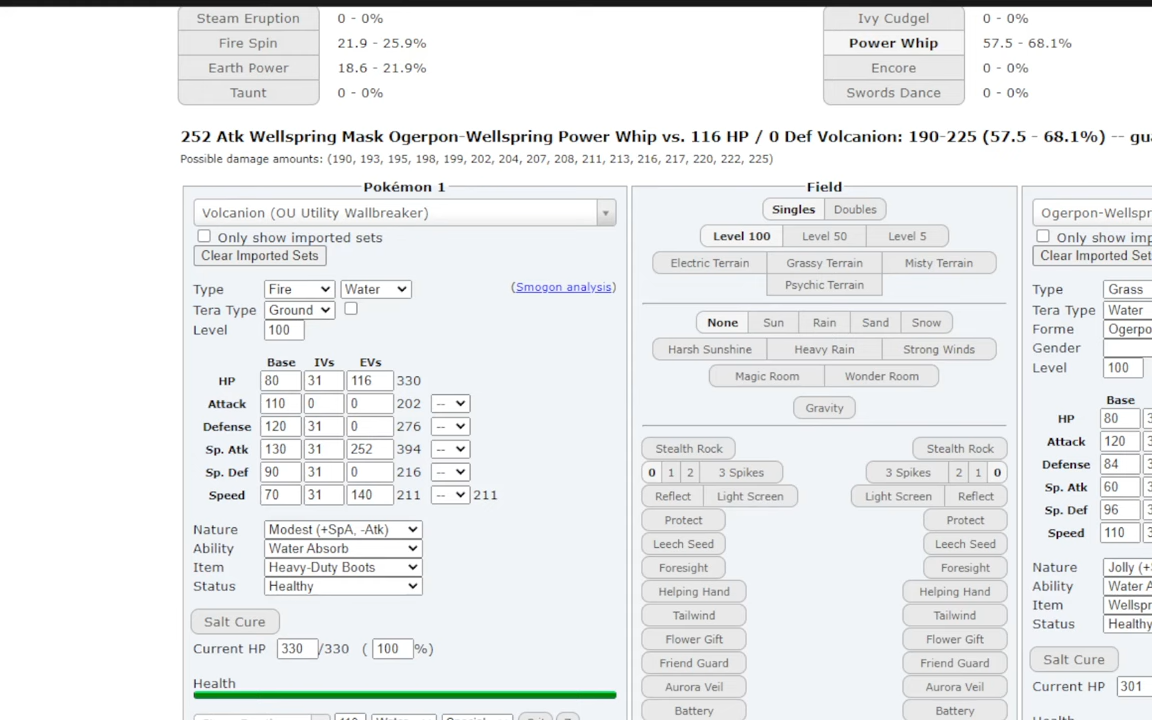 Steam Eruption 0 - 0% Ivy Cudgel 0 - 0%
Fire Spin 21.9 - 25.9% Power Whip 57.5 - 68.1%
Earth Power 18.6 - 21.9% Encore 0 - 0%
Taunt 0 - 0% Swords Dance 0 - 0%
252 Atk Wellspring Mask Ogerpon-Wellspring Power Whip vs. 116 HP / 0 Def Volcanion: 190-225 (57.5 - 68.1%) -- gua
Possible damage amounts: (190, 193, 195, 198, 199, 202, 204, 207, 208, 211, 213, 216, 217, 220, 222, 225)
Pokémon 1
Volcanion (OU Utility Wallbreaker)
Only show imported sets
Clear Imported Sets
Type Fire Water (Smogon analysis)
Tera Type Ground
Level 100
Base IVs EVs
HP 80 31 116 330
Attack 110 0 0 202 --
Defense 120 31 0 276 --
Sp. Atk 130 31 252 394 --
Sp. Def 90 31 0 216 --
Speed 70 31 140 211 -- 211
Nature Modest (+SpA, -Atk)
Ability Water Absorb
Item Heavy-Duty Boots
Status Healthy
Salt Cure
Current HP 330 /330 ( 100 %)
Health
Field
Singles Doubles
Level 100 Level 50 Level 5
Electric Terrain Grassy Terrain Misty Terrain
Psychic Terrain
None Sun Rain Sand Snow
Harsh Sunshine Heavy Rain Strong Winds
Magic Room Wonder Room
Gravity
Stealth Rock Stealth Rock
0 1 2 3 Spikes 3 Spikes 2 1 0
Reflect Light Screen Light Screen Reflect
Protect Protect
Leech Seed Leech Seed
Foresight Foresight
Helping Hand Helping Hand
Tailwind Tailwind
Flower Gift Flower Gift
Friend Guard Friend Guard
Aurora Veil Aurora Veil
Battery Battery
Ogerpon-Wellspr
Only show imp
Clear Imported Set
Type Grass
Tera Type Water
Forme Ogerpo
Gender
Level 100
Base
HP 80 3
Attack 120 3
Defense 84 3
Sp. Atk 60 3
Sp. Def 96 3
Speed 110 3
Nature Jolly (+S
Ability Water A
Item Wellspr
Status Healthy
Salt Cure
Current HP 301